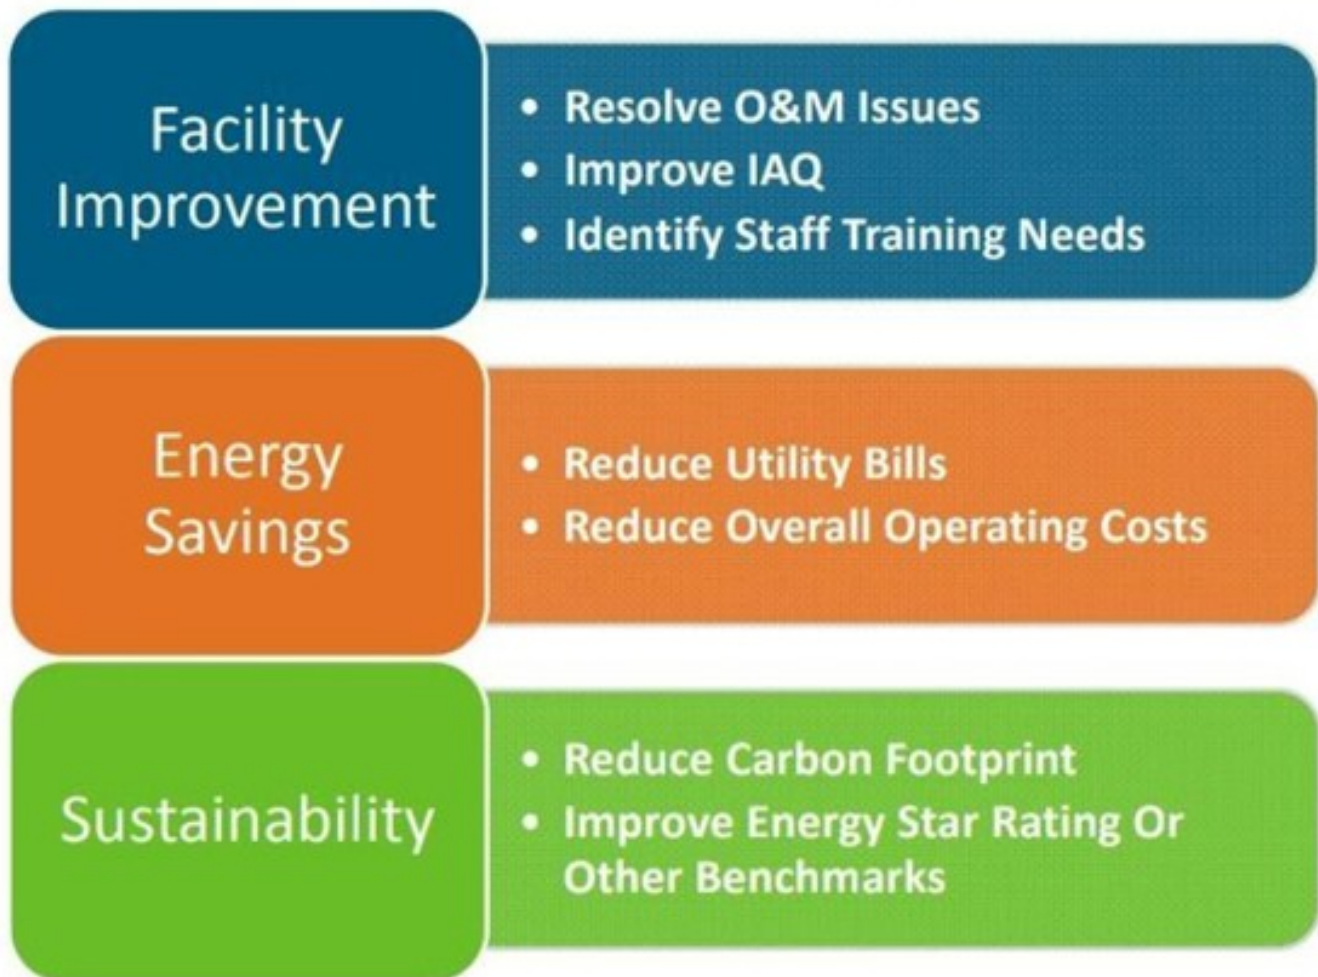 Facility
Improvement
• Resolve O&M Issues
• Improve IAQ
• Identify Staff Training Needs
Energy
Savings
• Reduce Utility Bills
• Reduce Overall Operating Costs
Sustainability
• Reduce Carbon Footprint
• Improve Energy Star Rating Or
Other Benchmarks